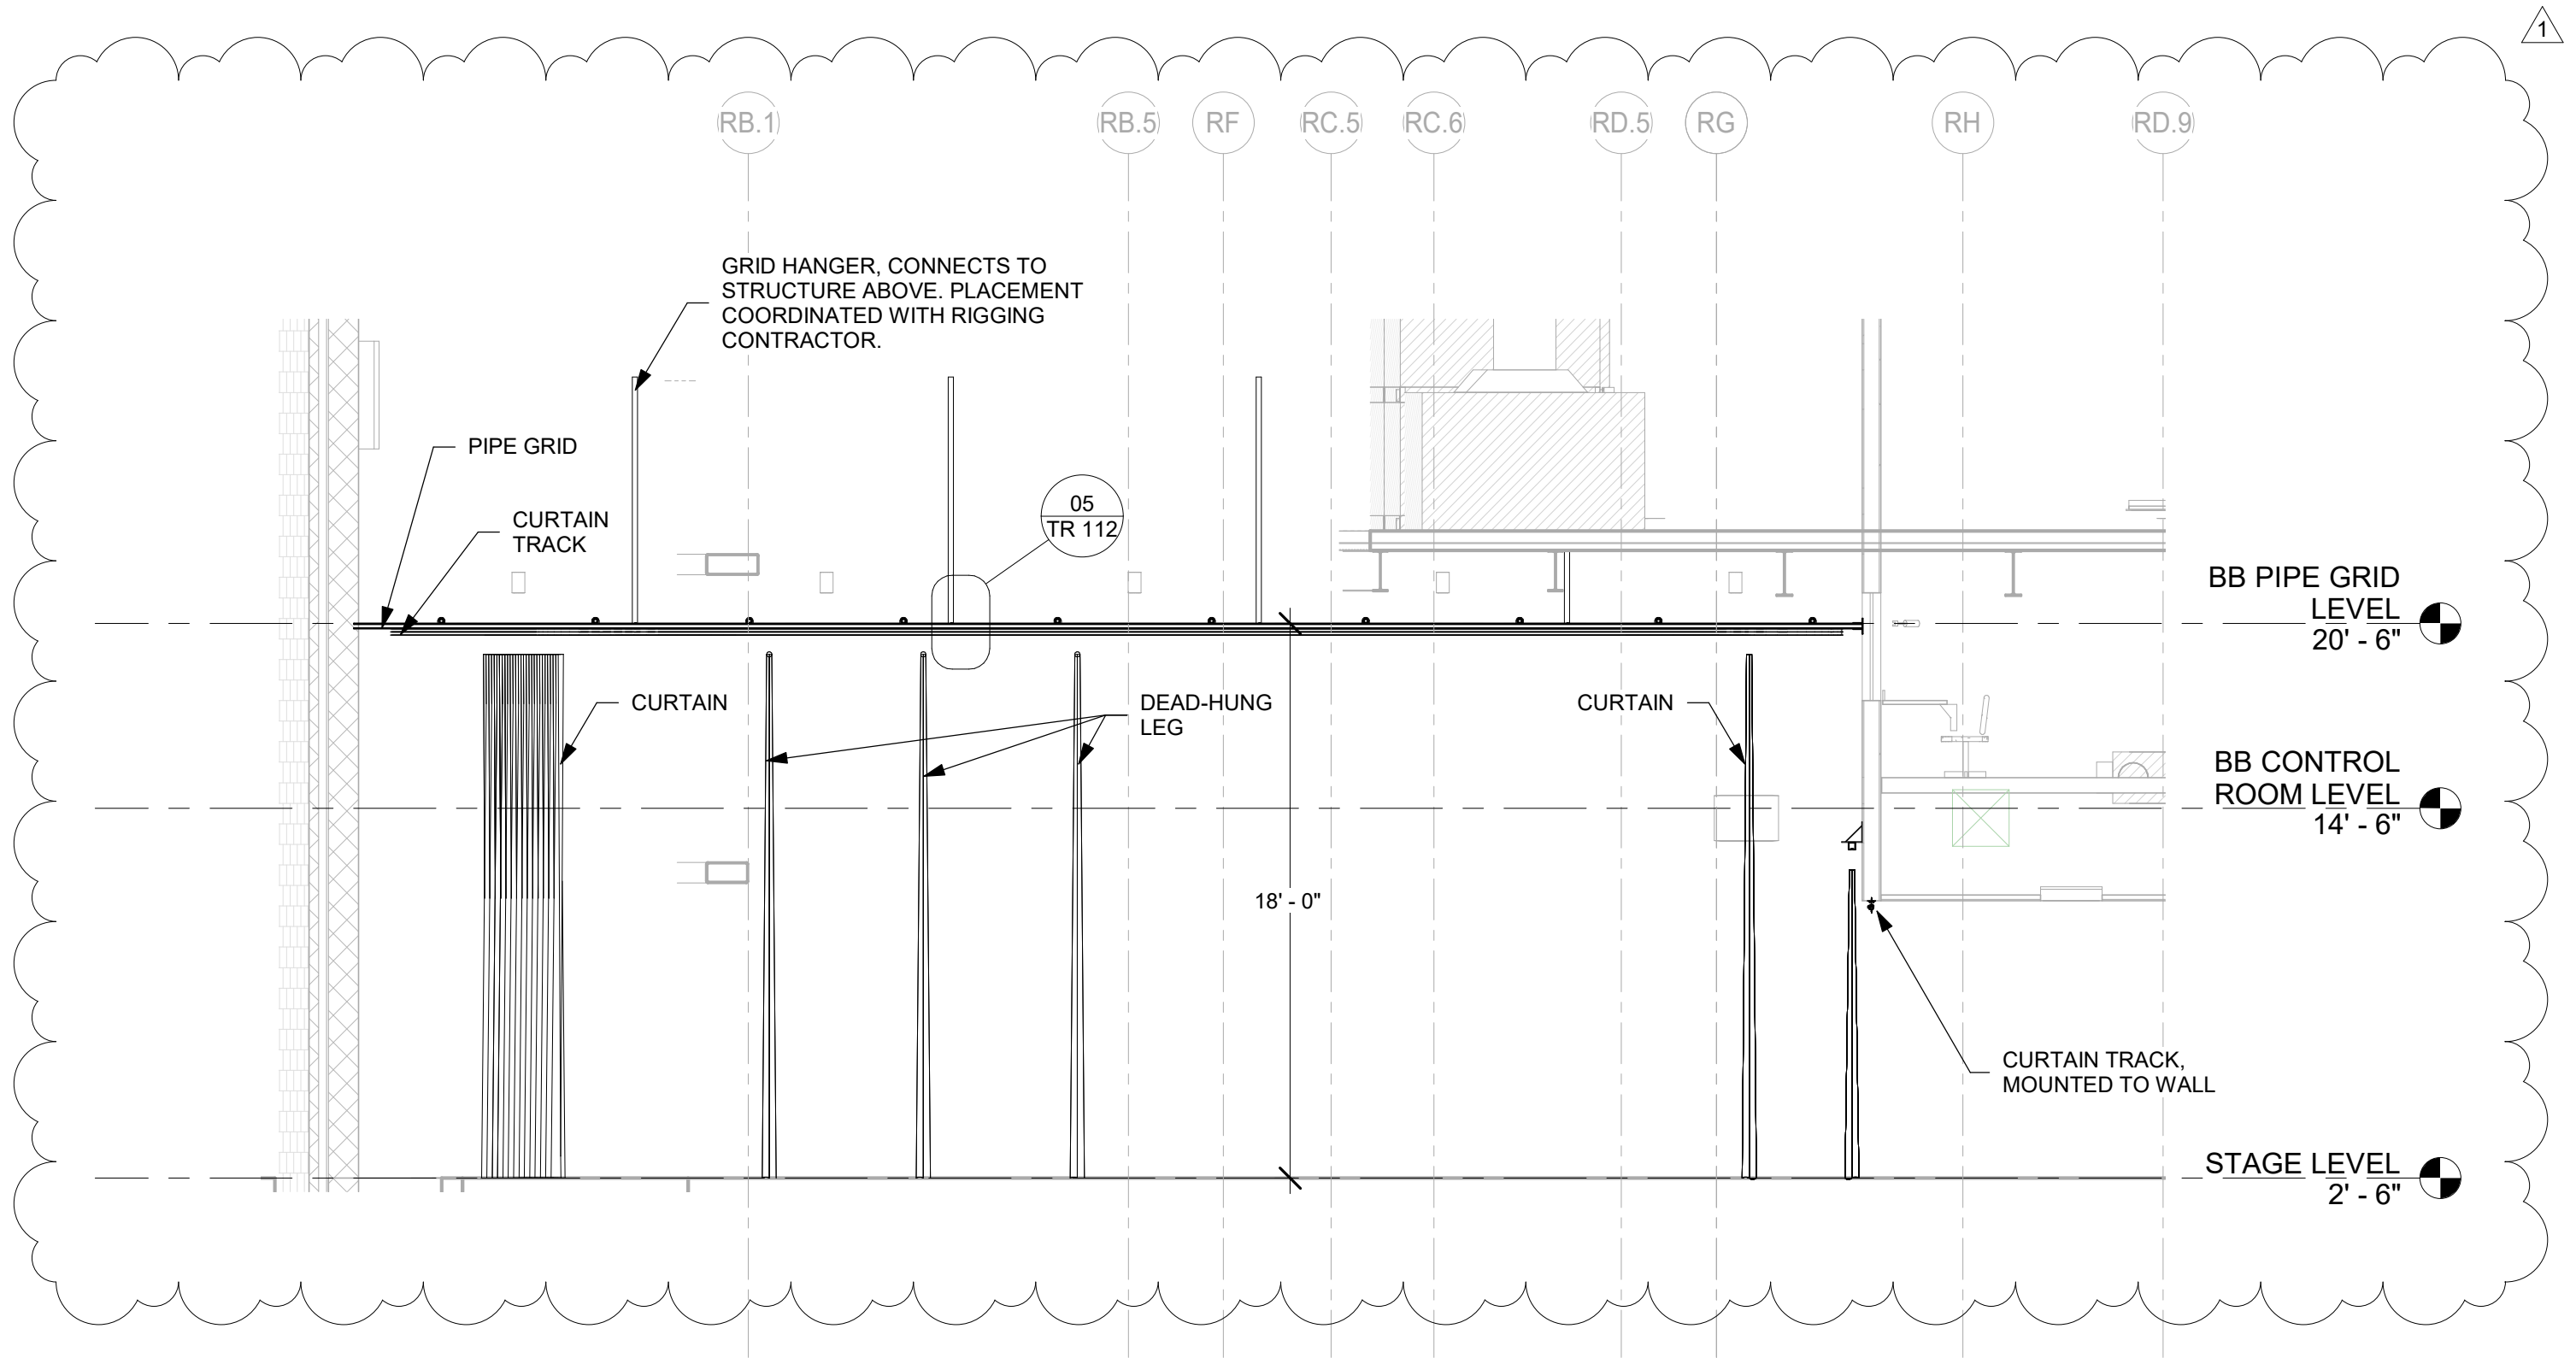 1
RB.1
RB.5
RF
RC.5
RC.6
RD.5
RG
RH
RD.9
GRID HANGER, CONNECTS TO
STRUCTURE ABOVE. PLACEMENT
COORDINATED WITH RIGGING
CONTRACTOR.
PIPE GRID
CURTAIN
TRACK
05
TR 112
BB PIPE GRID
LEVEL
20' - 6"
CURTAIN
DEAD-HUNG
LEG
CURTAIN
BB CONTROL
ROOM LEVEL
14' - 6"
18' - 0"
CURTAIN TRACK,
MOUNTED TO WALL
STAGE LEVEL
2' - 6"